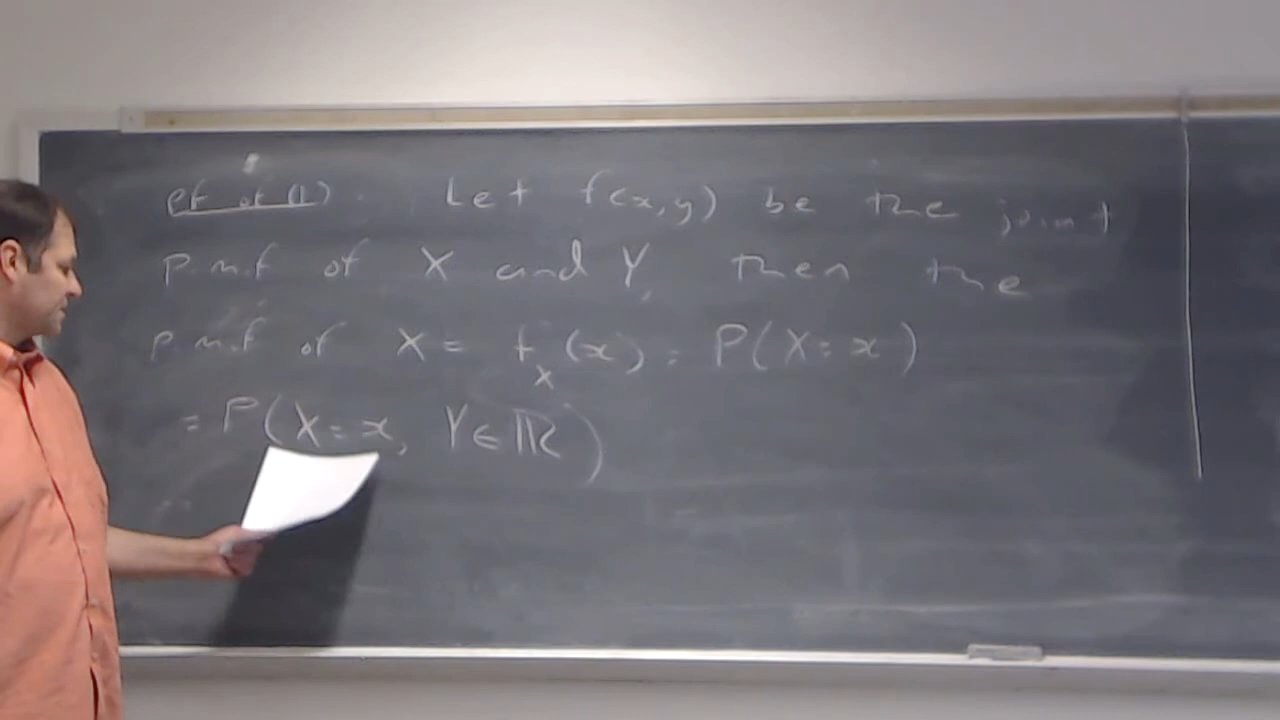 pf of (1). Let f(x,y) be the joint
p.m.f of X and Y, then the
p.m.f of X = f_X(x) = P(X=x)
= P(X=x, Y∈ℝ)